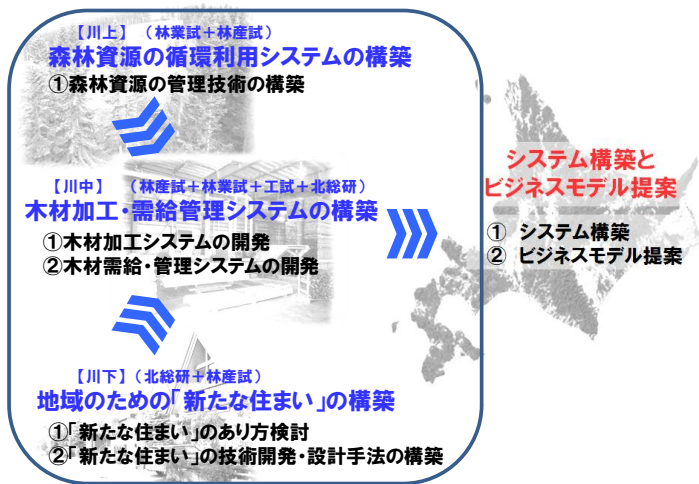 【川上】（林業試＋林産試）
森林資源の循環利用システムの構築
①森林資源の管理技術の構築
【川中】 （林産試＋林業試＋工試＋北総研）
木材加工・需給管理システムの構築
①木材加工システムの開発
②木材需給・管理システムの開発
【川下】（北総研＋林産試）
地域のための「新たな住まい」の構築
①「新たな住まい」のあり方検討
②「新たな住まい」の技術開発・設計手法の構築
システム構築と
ビジネスモデル提案
① システム構築
② ビジネスモデル提案